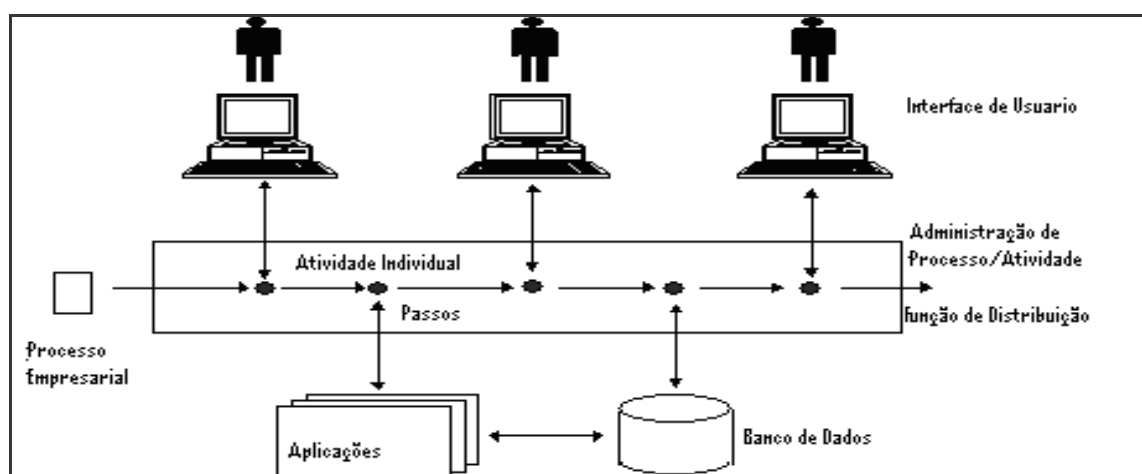 Interface de Usuario
Administração de
Processo/Atividade
Atividade Individual
Passos
Função de Distribuição
Processo
Empresarial
Aplicações
Banco de Dados